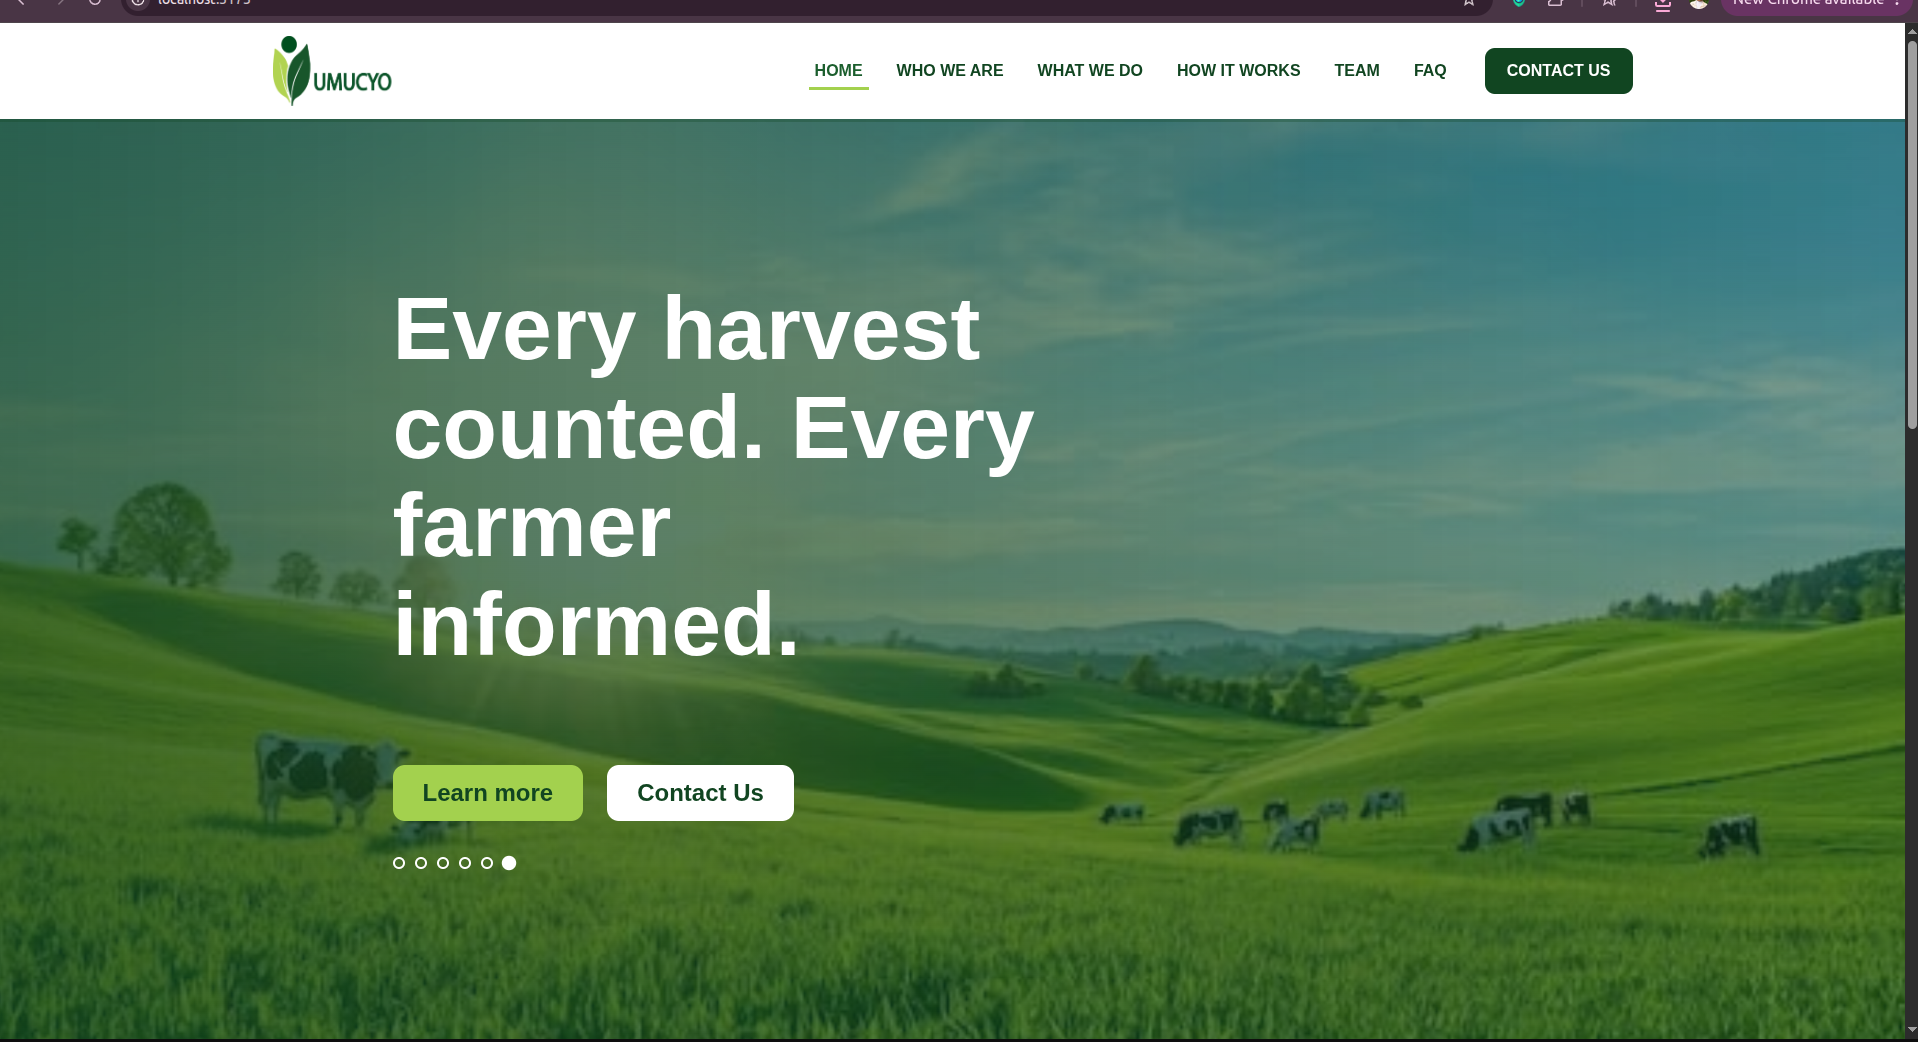 UMUCYO
HOME WHO WE ARE WHAT WE DO HOW IT WORKS TEAM FAQ CONTACT US
Every harvest
counted. Every
farmer
informed.
Learn more Contact Us